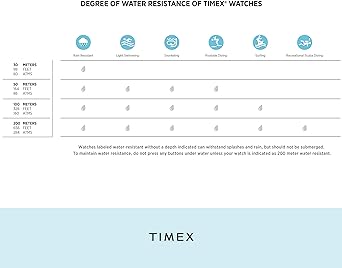 DEGREE OF WATER RESISTANCE OF TIMEX® WATCHES
Rain Resistant Light Swimming Snorkeling Poolside Diving Surfing Recreational Scuba Diving
30 METERS
98 FEET
60 ATMS
50 METERS
164 FEET
86 ATMS
100 METERS
328 FEET
160 ATMS
200 METERS
656 FEET
284 ATMS
Watches labeled water resistant without a depth indicated can withstand splashes and rain, but should not be submerged.
To maintain water resistance, do not press any buttons under water unless your watch is indicated as 200 meter water resistant.
TIMEX